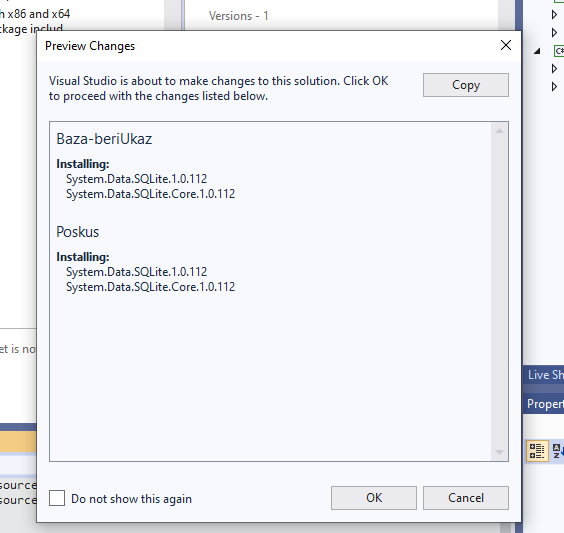 h x86 and x64
ckage includ
Versions - 1
Preview Changes
Visual Studio is about to make changes to this solution. Click OK
to proceed with the changes listed below.
Copy
Baza-beriUkaz
Installing:
System.Data.SQLite.1.0.112
System.Data.SQLite.Core.1.0.112
Poskus
Installing:
System.Data.SQLite.1.0.112
System.Data.SQLite.Core.1.0.112
et is no
Live Sh
Propert
source
source
Do not show this again
OK
Cancel